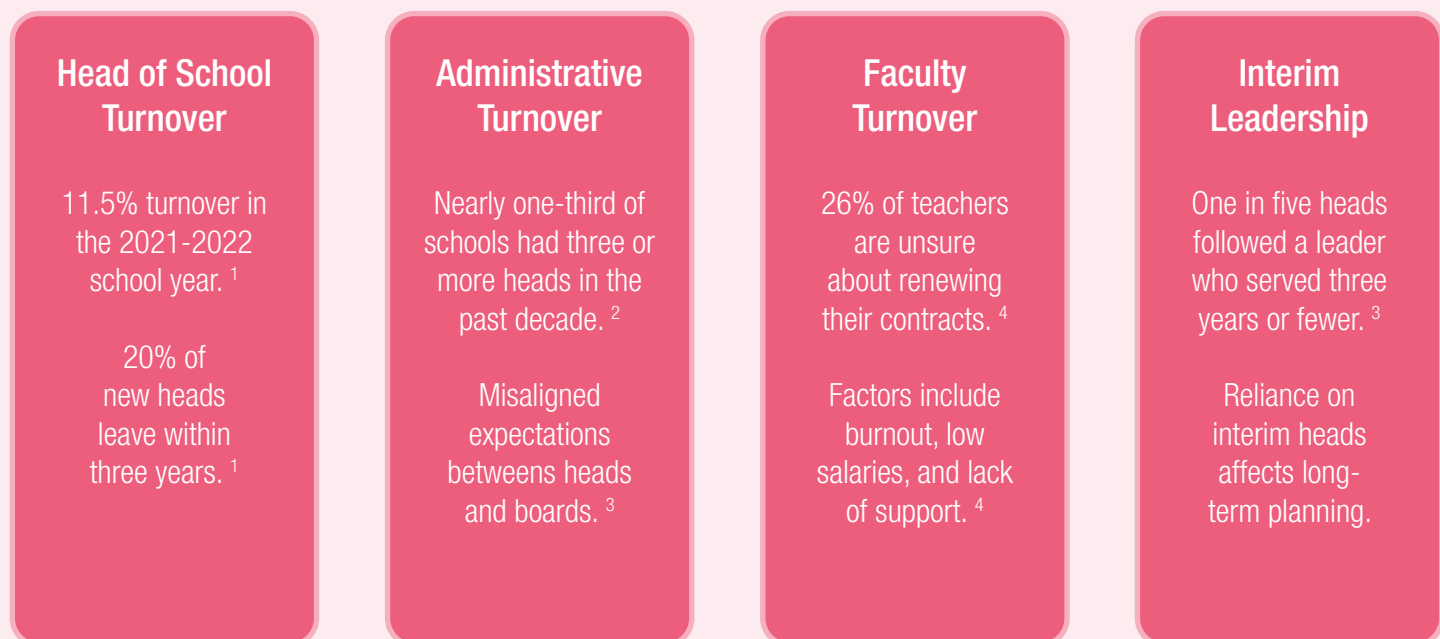 Head of School
Turnover
11.5% turnover in
the 2021-2022
school year. 1
20% of
new heads
leave within
three years. 1
Administrative
Turnover
Nearly one-third of
schools had three or
more heads in the
past decade. 2
Misaligned
expectations
betweens heads
and boards. 3
Faculty
Turnover
26% of teachers
are unsure
about renewing
their contracts. 4
Factors include
burnout, low
salaries, and lack
of support. 4
Interim
Leadership
One in five heads
followed a leader
who served three
years or fewer. 3
Reliance on
interim heads
affects long-
term planning.